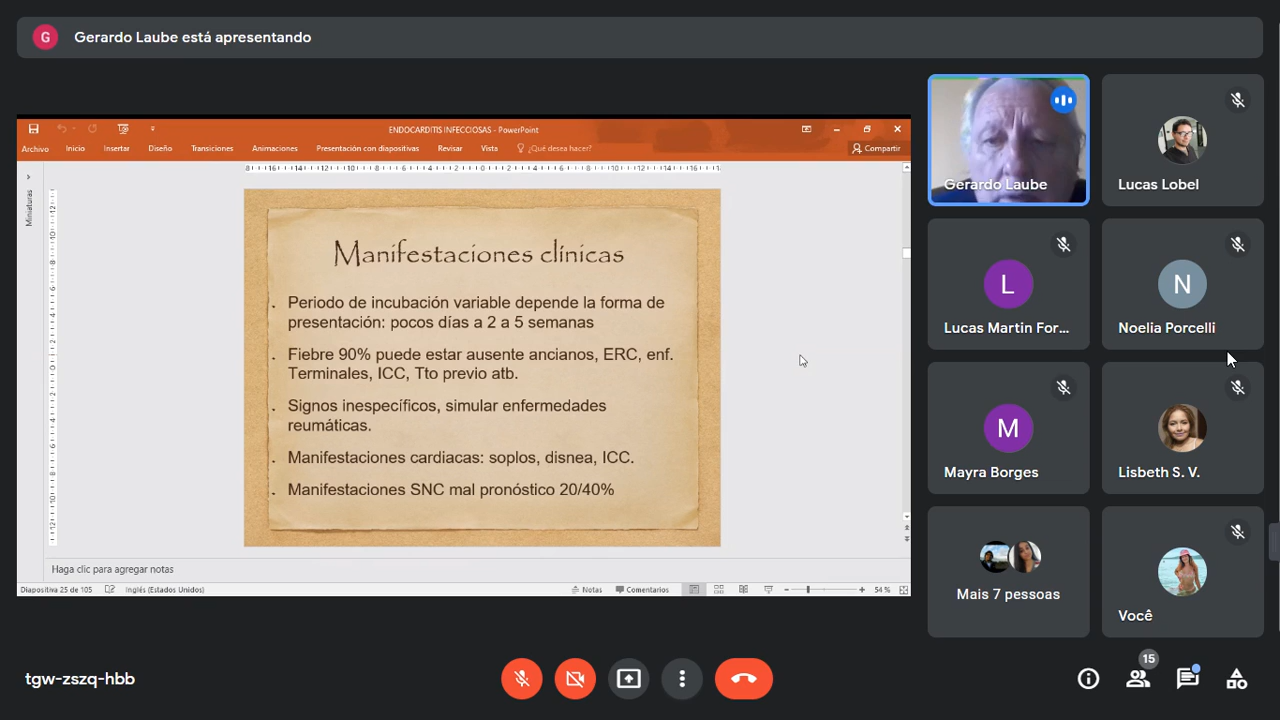 G
Gerardo Laube está apresentando
ENDOCARDITIS INFECCIOSAS - PowerPoint
Archivo Inicio Insertar Diseño Transiciones Animaciones Presentación con diapositivas Revisar Vista ¿Qué desea hacer? Compartir
Miniaturas
Manifestaciones clínicas
. Periodo de incubación variable depende la forma de
presentación: pocos días a 2 a 5 semanas
. Fiebre 90% puede estar ausente ancianos, ERC, enf.
Terminales, ICC, Tto previo atb.
. Signos inespecíficos, simular enfermedades
reumáticas.
. Manifestaciones cardiacas: soplos, disnea, ICC.
. Manifestaciones SNC mal pronóstico 20/40%
Haga clic para agregar notas
Diapositiva 25 de 105 Inglés (Estados Unidos) Notas Comentarios 54 %
Gerardo Laube
Lucas Lobel
L
Lucas Martin For...
N
Noelia Porcelli
M
Mayra Borges
Lisbeth S. V.
Mais 7 pessoas
Você
tgw-zszq-hbb
15